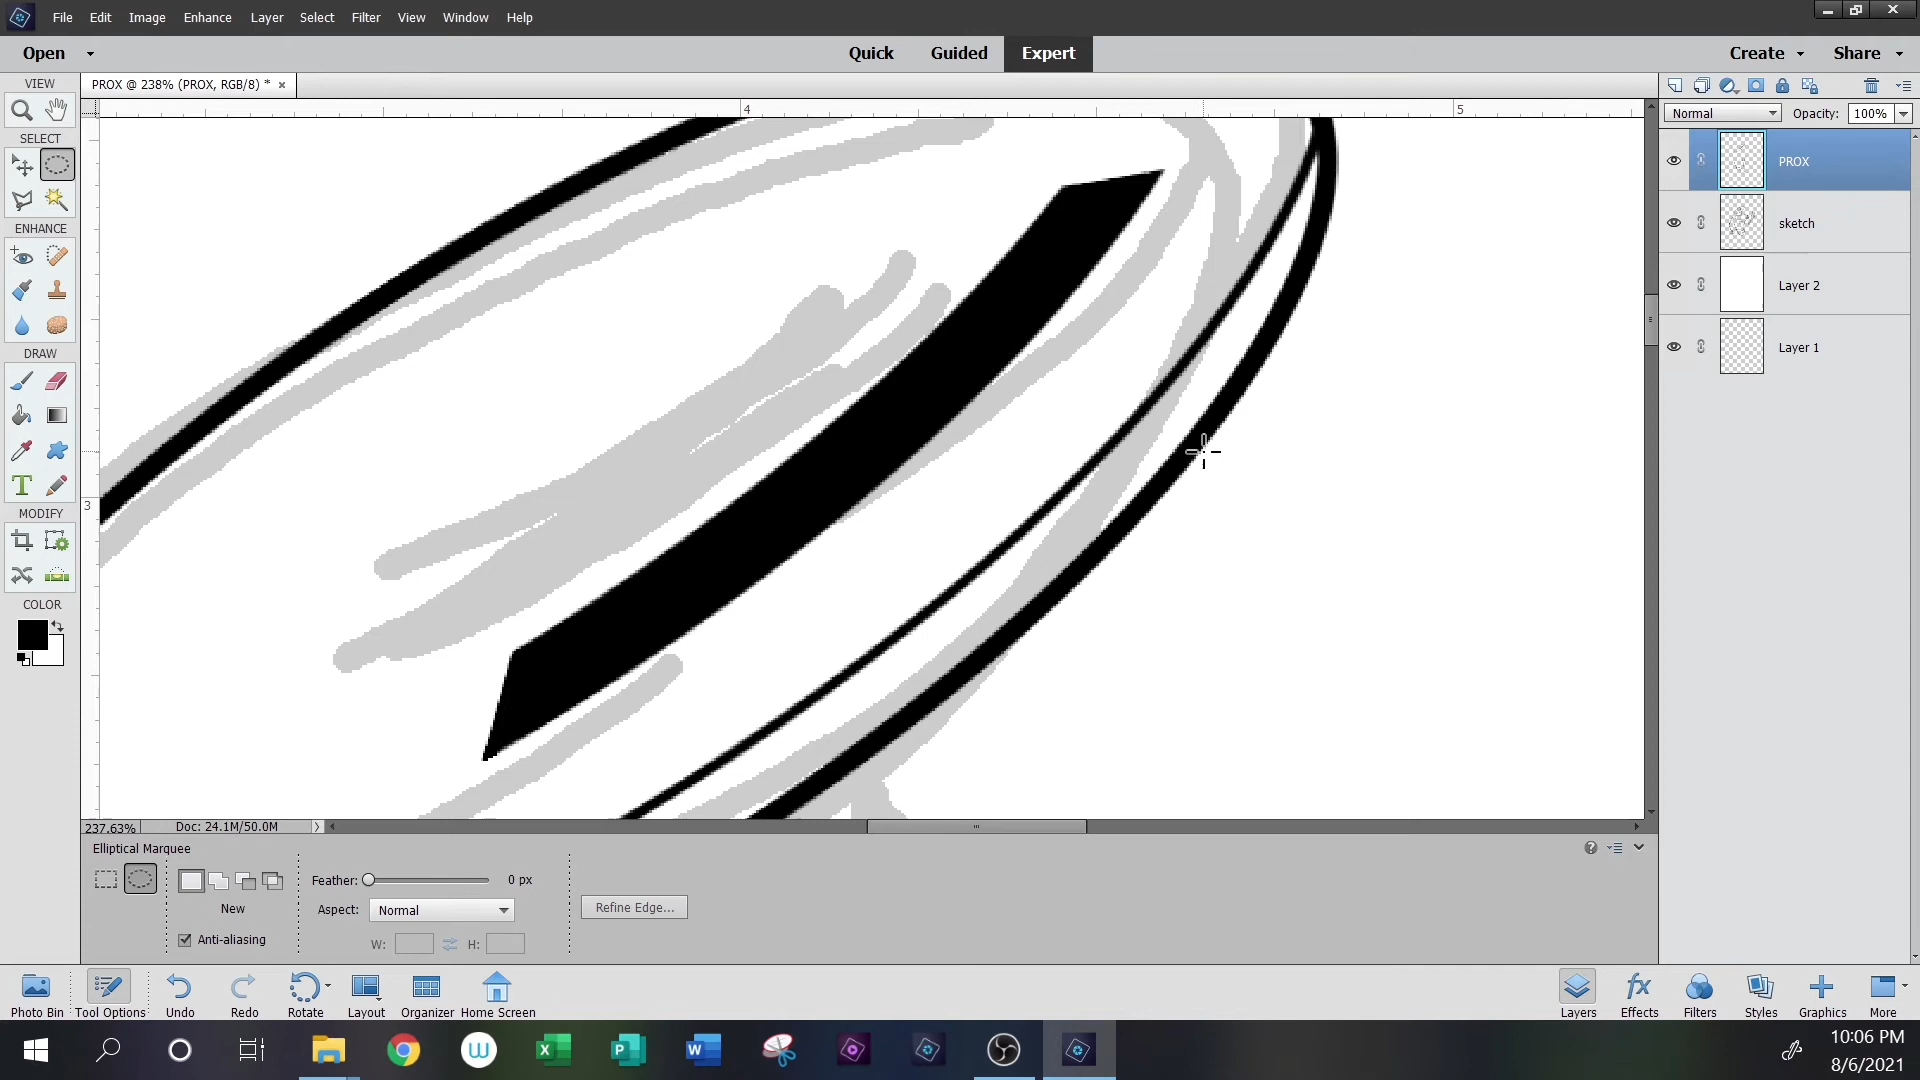 File Edit Image Enhance Layer Select Filter View Window Help
Open Quick Guided Expert Create Share
VIEW
PROX @ 238% (PROX, RGB/8) * ×
4 5
Normal Opacity: 100%
SELECT
PROX
sketch
ENHANCE
Layer 2
Layer 1
DRAW
3
T
MODIFY
COLOR
237.63% Doc: 24.1M/50.0M
Elliptical Marquee
Feather: 0 px
New Aspect: Normal Refine Edge...
Anti-aliasing W: H:
Photo Bin Tool Options Undo Redo Rotate Layout Organizer Home Screen Layers Effects Filters Styles Graphics More
fx
10:06 PM
8/6/2021